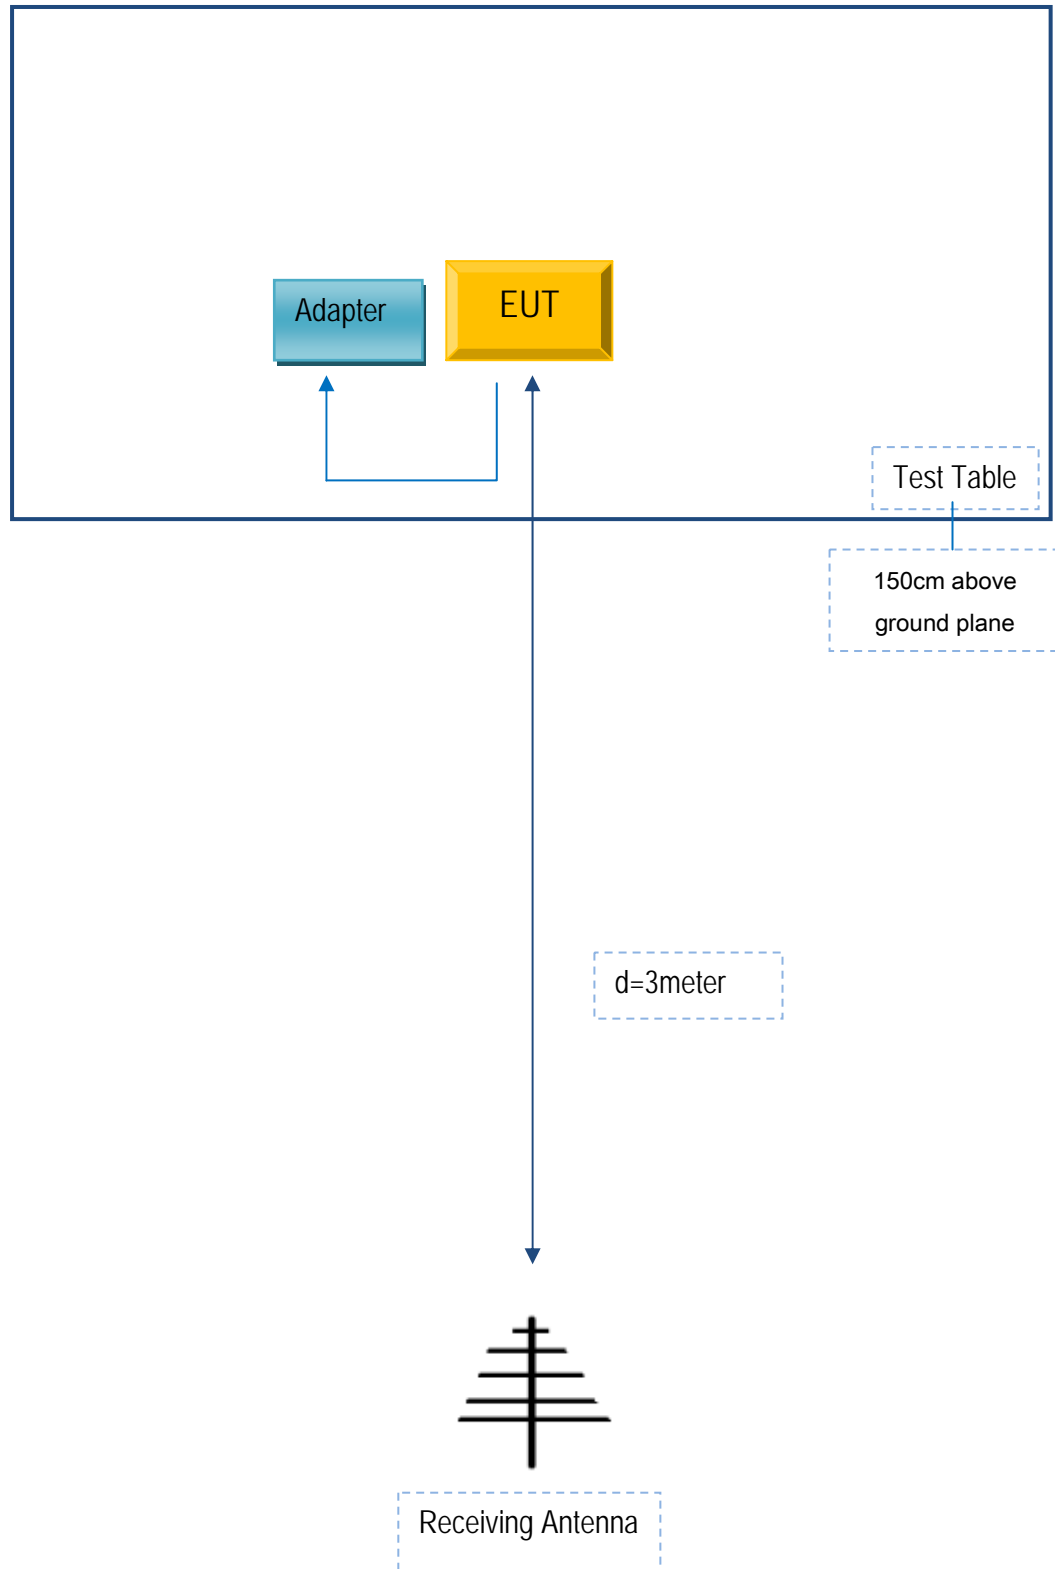 Adapter
EUT
Test Table
150cm above
ground plane
d=3meter
Receiving Antenna